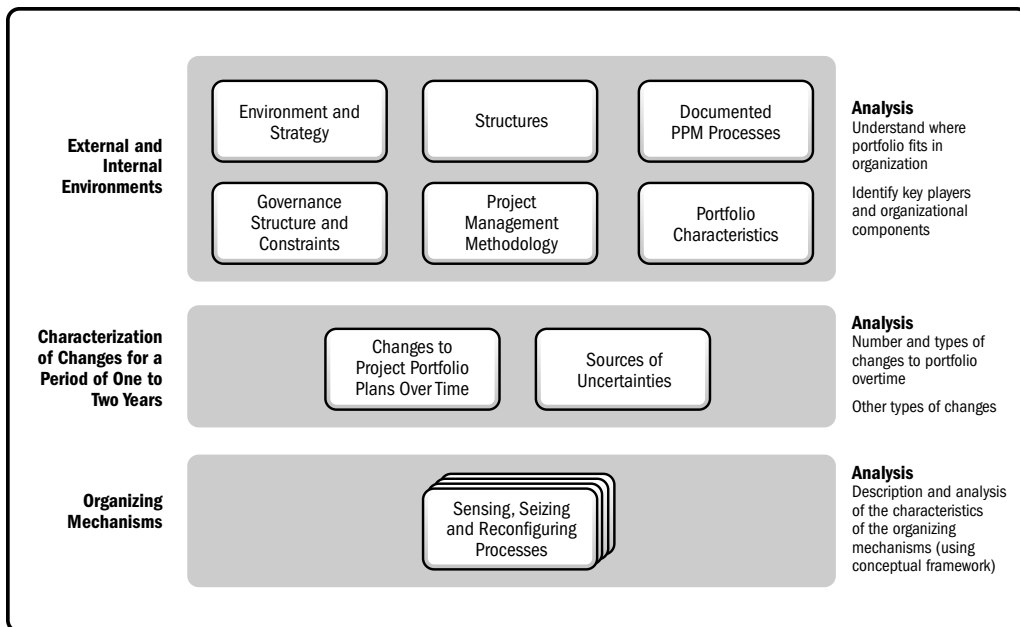 External and
Internal
Environments
Environment and
Strategy
Structures
Documented
PPM Processes
Governance
Structure and
Constraints
Project
Management
Methodology
Portfolio
Characteristics
Analysis
Understand where
portfolio fits in
organization
Identify key players
and organizational
components
Characterization
of Changes for a
Period of One to
Two Years
Changes to
Project Portfolio
Plans Over Time
Sources of
Uncertainties
Analysis
Number and types of
changes to portfolio
overtime
Other types of changes
Organizing
Mechanisms
Sensing, Seizing
and Reconfiguring
Processes
Analysis
Description and analysis
of the characteristics
of the organizing
mechanisms (using
conceptual framework)